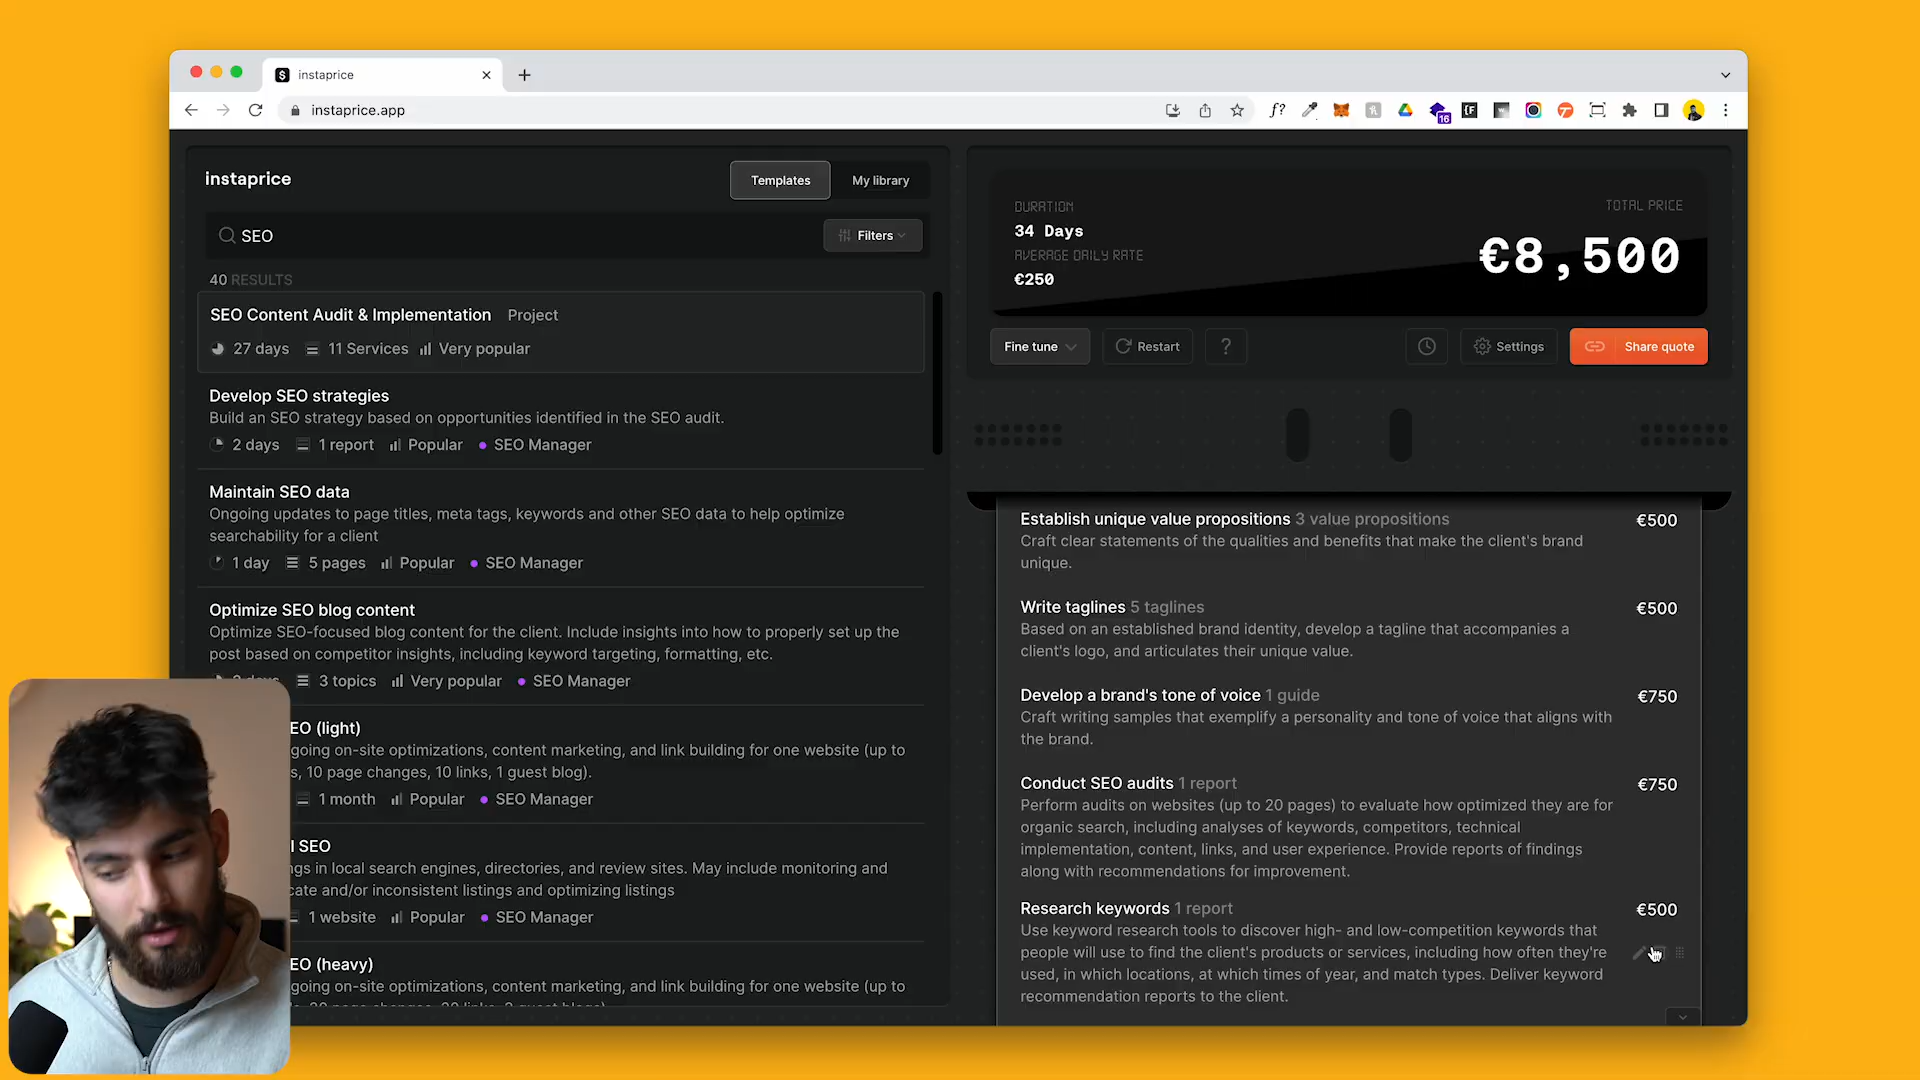 instaprice
instaprice.app
f?
16
instaprice
Templates
My library
SEO
Filters
40 RESULTS
SEO Content Audit & Implementation Project
27 days 11 Services Very popular
Develop SEO strategies
Build an SEO strategy based on opportunities identified in the SEO audit.
2 days 1 report Popular SEO Manager
Maintain SEO data
Ongoing updates to page titles, meta tags, keywords and other SEO data to help optimize
searchability for a client
1 day 5 pages Popular SEO Manager
Optimize SEO blog content
Optimize SEO-focused blog content for the client. Include insights into how to properly set up the
post based on competitor insights, including keyword targeting, formatting, etc.
3 topics Very popular SEO Manager
EO (light)
going on-site optimizations, content marketing, and link building for one website (up to
s, 10 page changes, 10 links, 1 guest blog).
1 month Popular SEO Manager
l SEO
ngs in local search engines, directories, and review sites. May include monitoring and
cate and/or inconsistent listings and optimizing listings
1 website Popular SEO Manager
EO (heavy)
going on-site optimizations, content marketing, and link building for one website (up to
DURATION
34 Days
AVERAGE DAILY RATE
€250
TOTAL PRICE
€8,500
Fine tune
Restart
?
Settings
Share quote
Establish unique value propositions 3 value propositions €500
Craft clear statements of the qualities and benefits that make the client's brand
unique.
Write taglines 5 taglines €500
Based on an established brand identity, develop a tagline that accompanies a
client's logo, and articulates their unique value.
Develop a brand's tone of voice 1 guide €750
Craft writing samples that exemplify a personality and tone of voice that aligns with
the brand.
Conduct SEO audits 1 report €750
Perform audits on websites (up to 20 pages) to evaluate how optimized they are for
organic search, including analyses of keywords, competitors, technical
implementation, content, links, and user experience. Provide reports of findings
along with recommendations for improvement.
Research keywords 1 report €500
Use keyword research tools to discover high- and low-competition keywords that
people will use to find the client's products or services, including how often they're
used, in which locations, at which times of year, and match types. Deliver keyword
recommendation reports to the client.